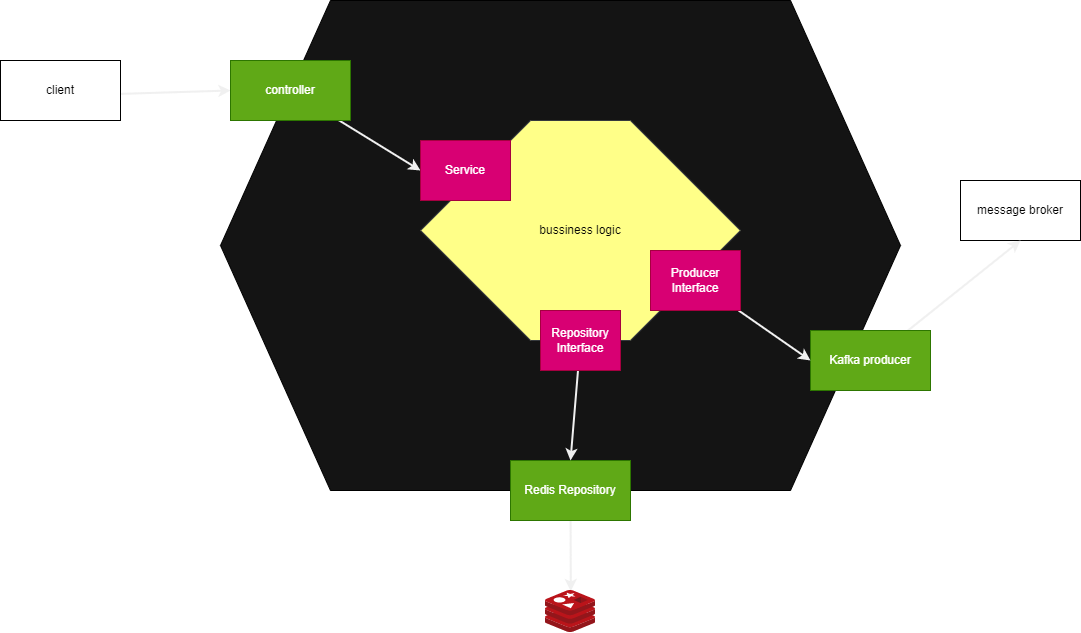 client
controller
Service
bussiness logic
message broker
Producer
Interface
Repository
Interface
Kafka producer
Redis Repository